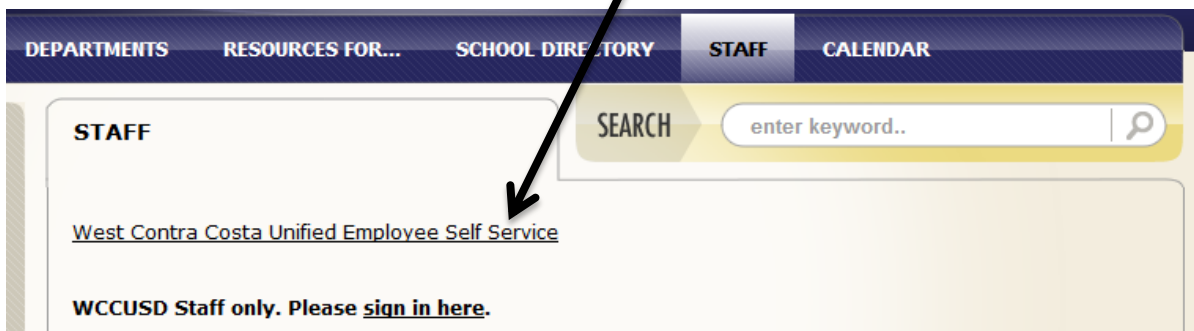 DEPARTMENTS RESOURCES FOR... SCHOOL DIRECTORY STAFF CALENDAR
STAFF SEARCH enter keyword..
West Contra Costa Unified Employee Self Service
WCCUSD Staff only. Please sign in here.